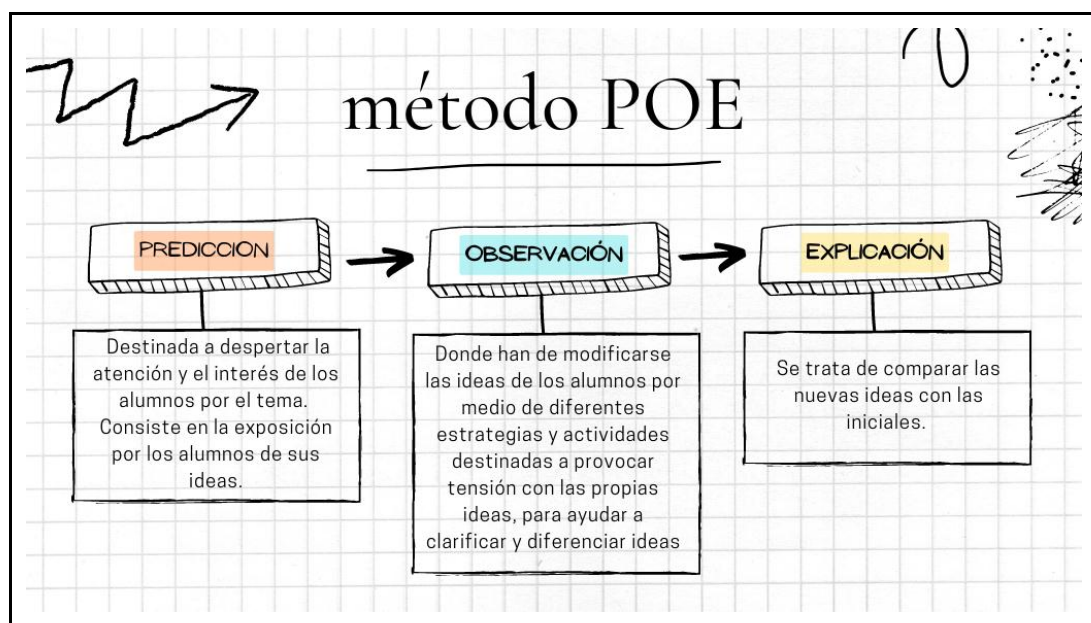 método POE
PREDICCION
OBSERVACIÓN
EXPLICACIÓN
Destinada a despertar la
atención y el interés de los
alumnos por el tema.
Consiste en la exposición
por los alumnos de sus
ideas.
Donde han de modificarse
las ideas de los alumnos por
medio de diferentes
estrategias y actividades
destinadas a provocar
tensión con las propias
ideas, para ayudar a
clarificar y diferenciar ideas
Se trata de comparar las
nuevas ideas con las
iniciales.